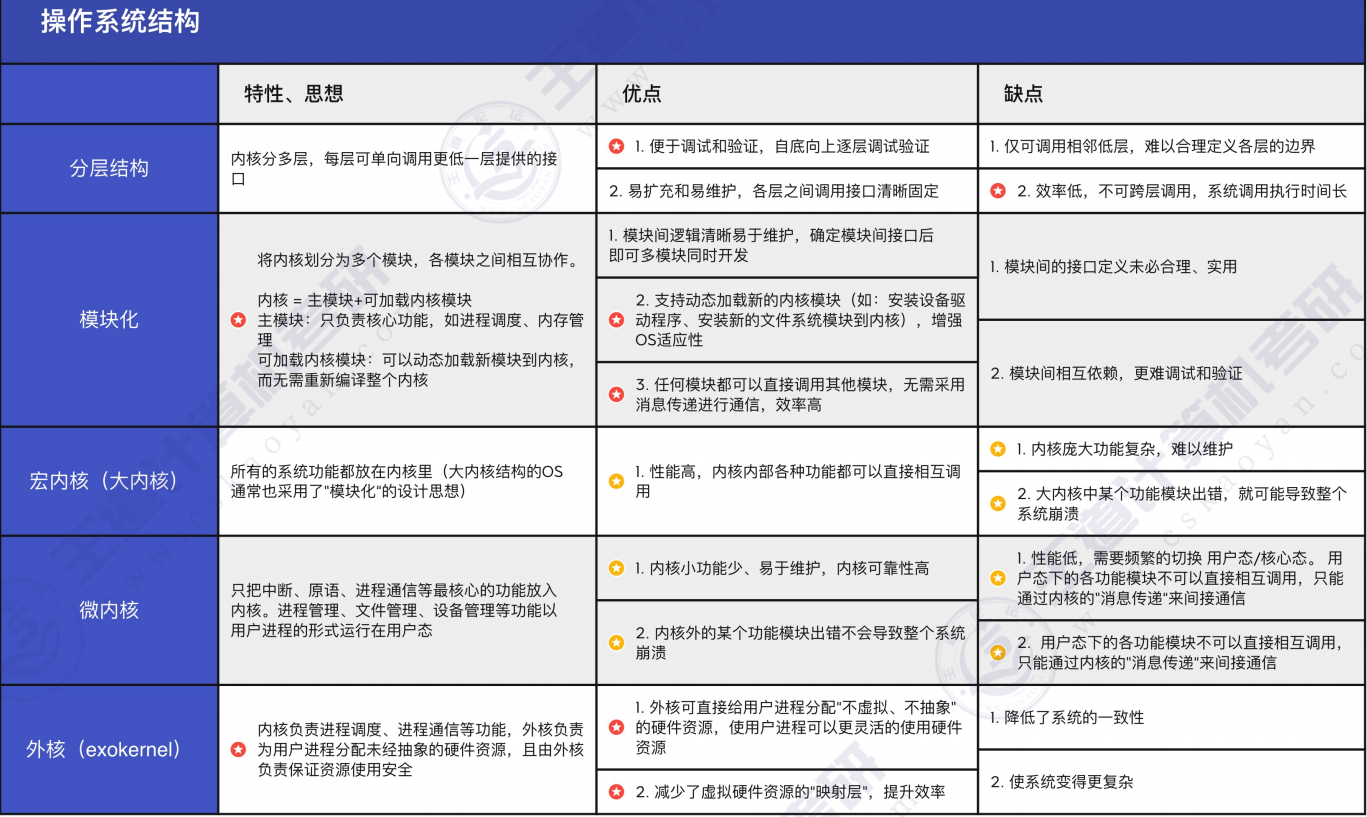 操作系统结构
特性、思想
优点
缺点
分层结构
内核分多层，每层可单向调用更低一层提供的接
口
1. 便于调试和验证，自底向上逐层调试验证
2. 易扩充和易维护，各层之间调用接口清晰固定
1. 仅可调用相邻低层，难以合理定义各层的边界
2. 效率低，不可跨层调用，系统调用执行时间长
模块化
将内核划分为多个模块，各模块之间相互协作。
内核 = 主模块+可加载内核模块
主模块：只负责核心功能，如进程调度、内存管
理
可加载内核模块：可以动态加载新模块到内核，
而无需重新编译整个内核
1. 模块间逻辑清晰易于维护，确定模块间接口后
即可多模块同时开发
2. 支持动态加载新的内核模块（如：安装设备驱
动程序、安装新的文件系统模块到内核），增强
OS适应性
3. 任何模块都可以直接调用其他模块，无需采用
消息传递进行通信，效率高
1. 模块间的接口定义未必合理、实用
2. 模块间相互依赖，更难调试和验证
宏内核（大内核）
所有的系统功能都放在内核里（大内核结构的OS
通常也采用了"模块化"的设计思想）
1. 性能高，内核内部各种功能都可以直接相互调
用
1. 内核庞大功能复杂，难以维护
2. 大内核中某个功能模块出错，就可能导致整个
系统崩溃
微内核
只把中断、原语、进程通信等最核心的功能放入
内核。进程管理、文件管理、设备管理等功能以
用户进程的形式运行在用户态
1. 内核小功能少、易于维护，内核可靠性高
2. 内核外的某个功能模块出错不会导致整个系统
崩溃
1. 性能低，需要频繁的切换 用户态/核心态。 用
户态下的各功能模块不可以直接相互调用，只能
通过内核的"消息传递"来间接通信
2. 用户态下的各功能模块不可以直接相互调用，
只能通过内核的"消息传递"来间接通信
外核（exokernel）
内核负责进程调度、进程通信等功能，外核负责
为用户进程分配未经抽象的硬件资源，且由外核
负责保证资源使用安全
1. 外核可直接给用户进程分配"不虚拟、不抽象"
的硬件资源，使用户进程可以更灵活的使用硬件
资源
2. 减少了虚拟硬件资源的"映射层"，提升效率
1. 降低了系统的一致性
2. 使系统变得更复杂
王道计算机考研
www.cskaoyan.com